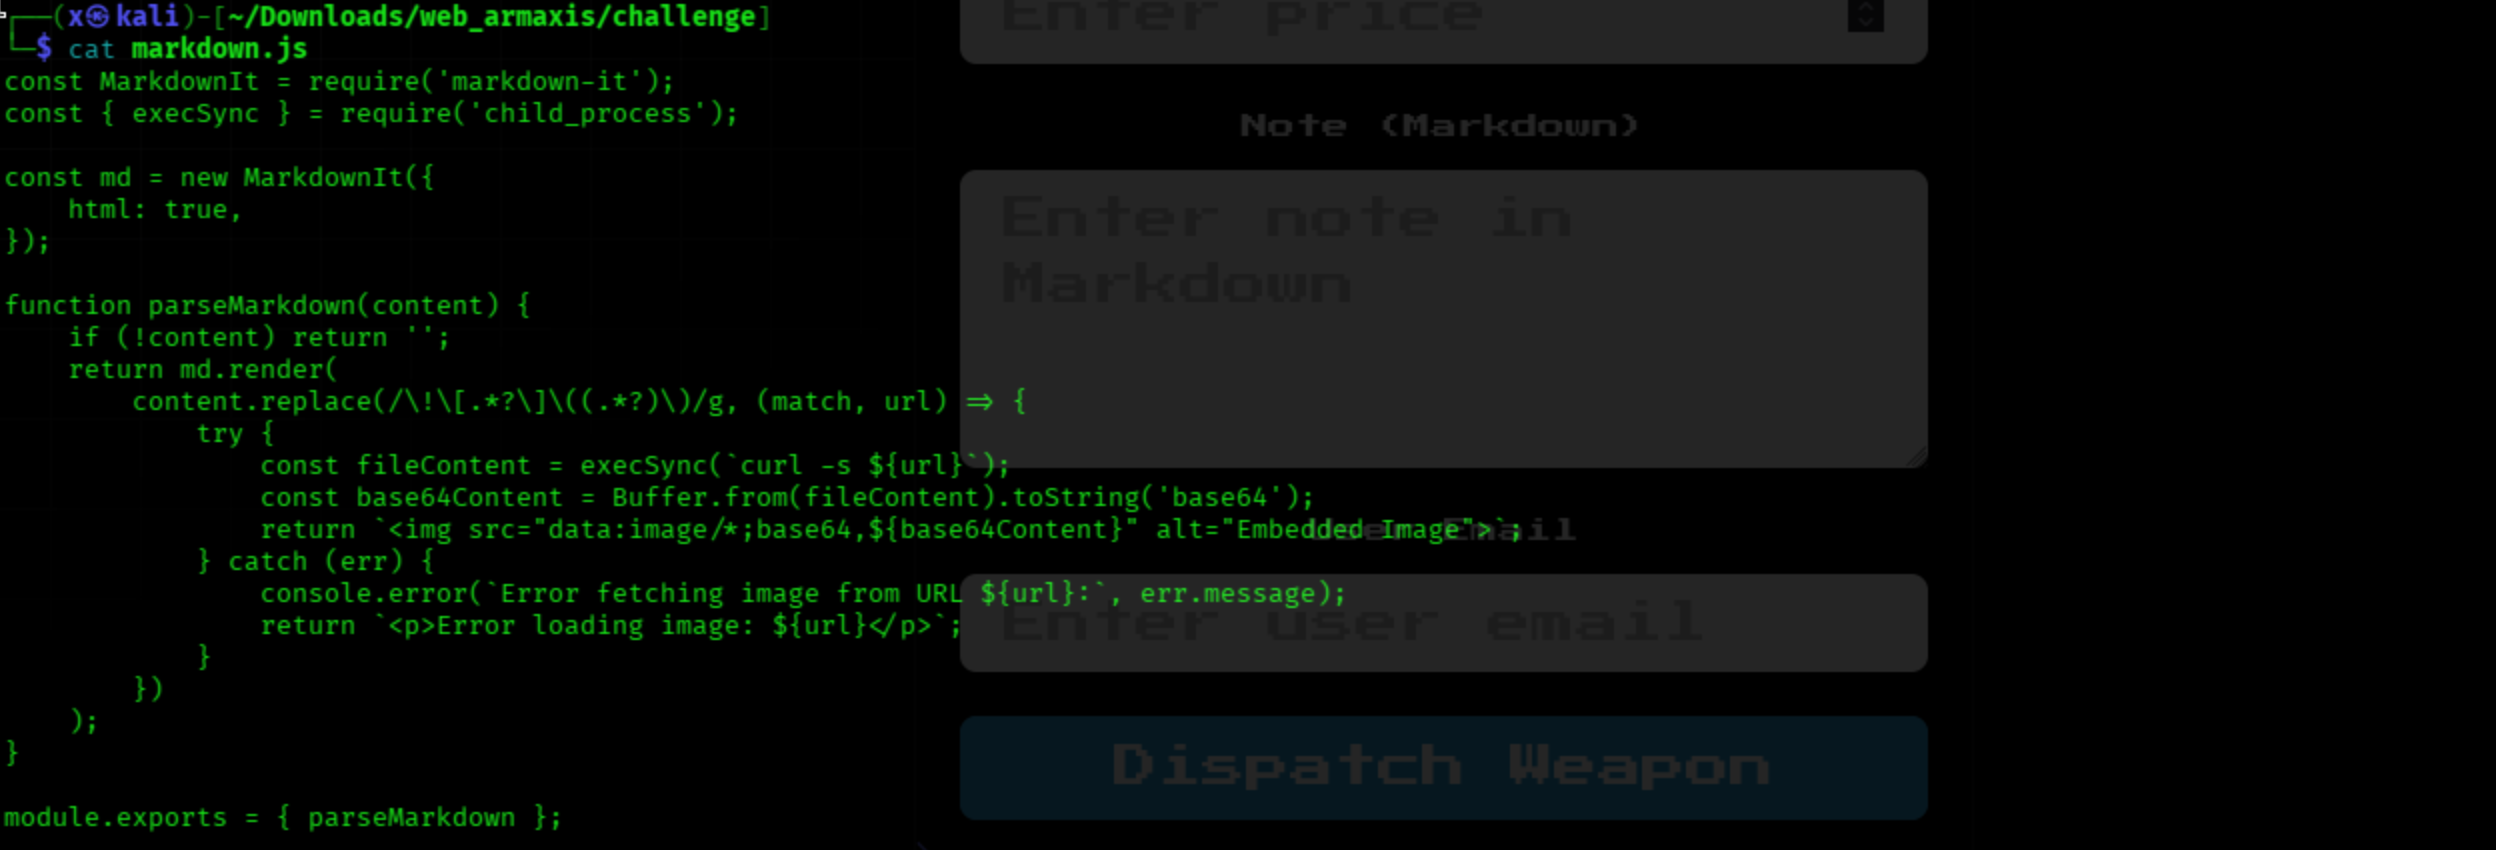 ┌──(x㉿kali)-[~/Downloads/web_armaxis/challenge]
└─$ cat markdown.js
const MarkdownIt = require('markdown-it');
const { execSync } = require('child_process');
const md = new MarkdownIt({
    html: true,
});
function parseMarkdown(content) {
    if (!content) return '';
    return md.render(
        content.replace(/\!\[.*?\]\((.*?)\)/g, (match, url) => {
            try {
                const fileContent = execSync(`curl -s ${url}`);
                const base64Content = Buffer.from(fileContent).toString('base64');
                return `<img src="data:image/*;base64,${base64Content}" alt="Embedded Image">`;
            } catch (err) {
                console.error(`Error fetching image from URL ${url}:`, err.message);
                return `<p>Error loading image: ${url}</p>`;
            }
        })
    );
}
module.exports = { parseMarkdown };
Enter price
Note (Markdown)
Enter note in
Markdown
User Email
Enter user email
Dispatch Weapon